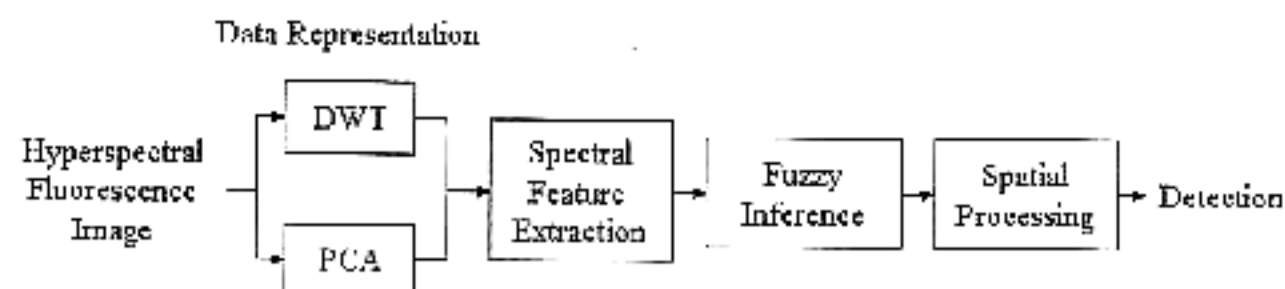 Data Representation
DWT
Hyperspectral
Fluorescence
Image
PCA
Spectral
Feature
Extraction
Fuzzy
Inference
Spatial
Processing
Detection